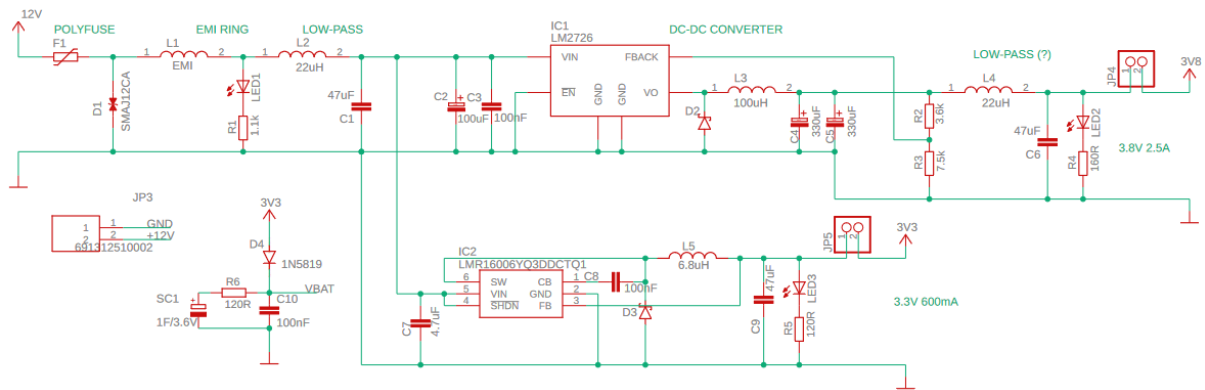 12V
POLYFUSE
F1
EMI RING
1 L1 2
EMI
LOW-PASS
1 L2 2
22uH
D1
SMAJ12CA
LED1
R1
1.1k
47uF
C1
C2
+
100uF
C3
100nF
IC1
LM2726
VIN
FBACK
EN
GND
GND
VO
DC-DC CONVERTER
D2
1 L3 2
100uH
C4
+
330uF
C5
+
330uF
R2
3.6k
R3
7.5k
LOW-PASS (?)
1 L4 2
22uH
47uF
C6
LED2
R4
160R
JP4
1
2
3V8
3.8V 2.5A
JP3
1 1 GND
2 2 +12V
691312510002
3V3
D4
1N5819
VBAT
R6
120R
SC1
+
1F/3.6V
C10
100nF
IC2
LMR16006YQ3DDCTQ1
6 SW CB 1
5 VIN GND 2
4 SHDN FB 3
C7
4.7uF
C8
100nF
D3
L5
6.8uH
47uF
C9
LED3
R5
120R
JP5
1
2
3V3
3.3V 600mA